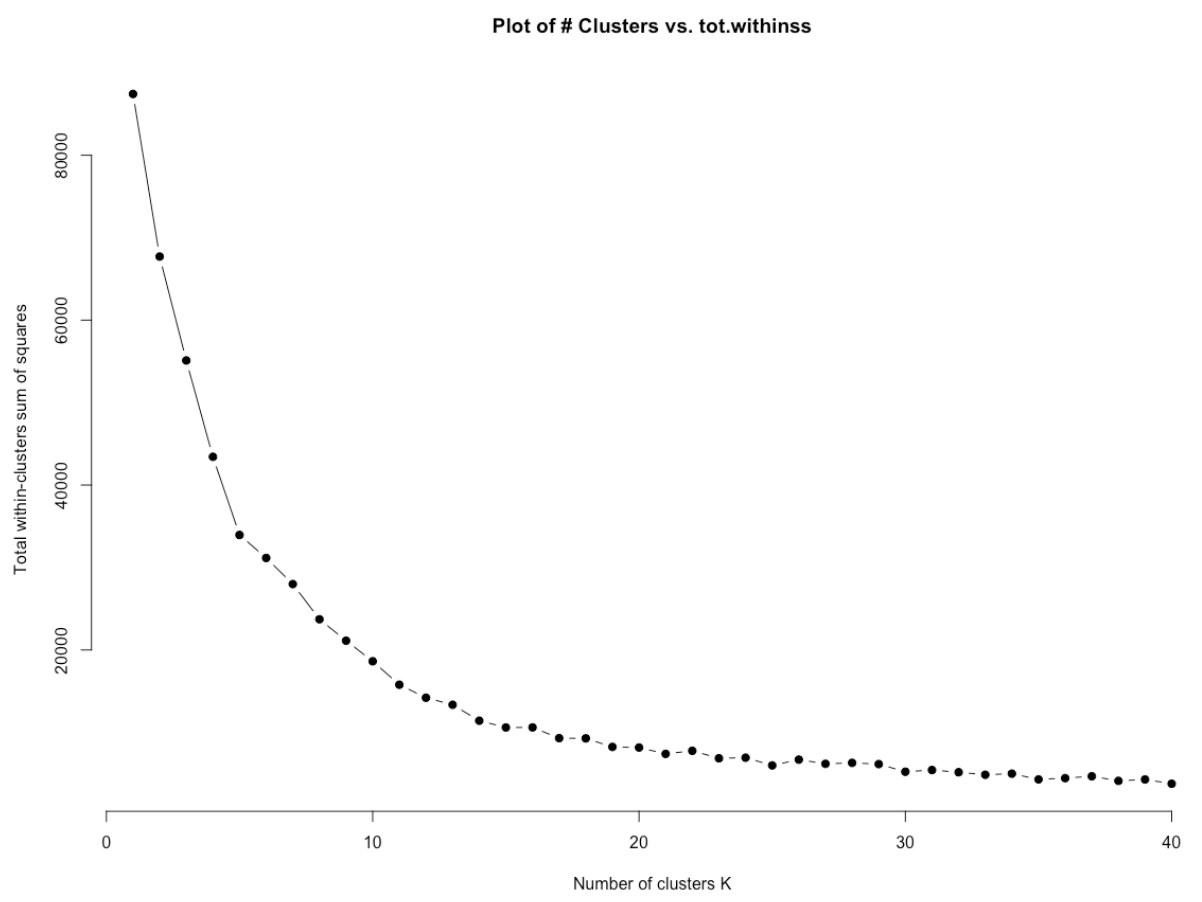 Plot of # Clusters vs. tot.withinss
Total within-clusters sum of squares
80000
60000
40000
20000
0 10 20 30 40
Number of clusters K